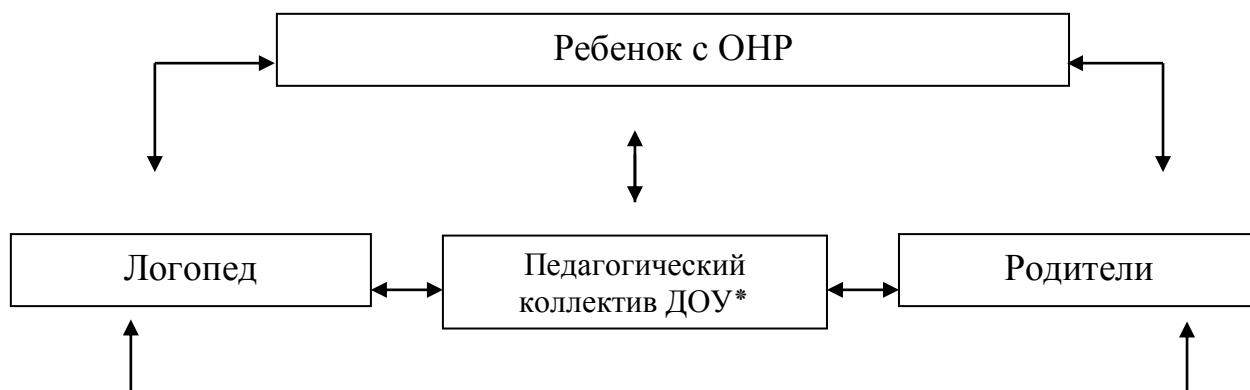 Ребенок с ОНР
Логопед
Педагогический
коллектив ДОУ*
Родители